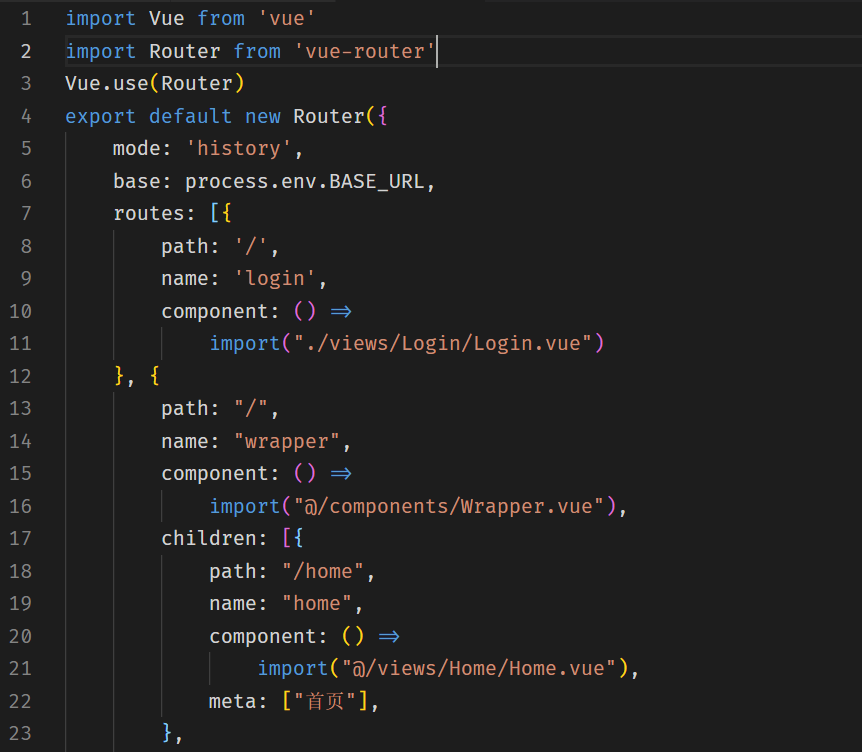 1 import Vue from 'vue'
2 import Router from 'vue-router'
3 Vue.use(Router)
4 export default new Router({
5 mode: 'history',
6 base: process.env.BASE_URL,
7 routes: [{
8 path: '/',
9 name: 'login',
10 component: () =>
11 import("./views/Login/Login.vue")
12 }, {
13 path: "/",
14 name: "wrapper",
15 component: () =>
16 import("@/components/Wrapper.vue"),
17 children: [{
18 path: "/home",
19 name: "home",
20 component: () =>
21 import("@/views/Home/Home.vue"),
22 meta: ["首页"],
23 },